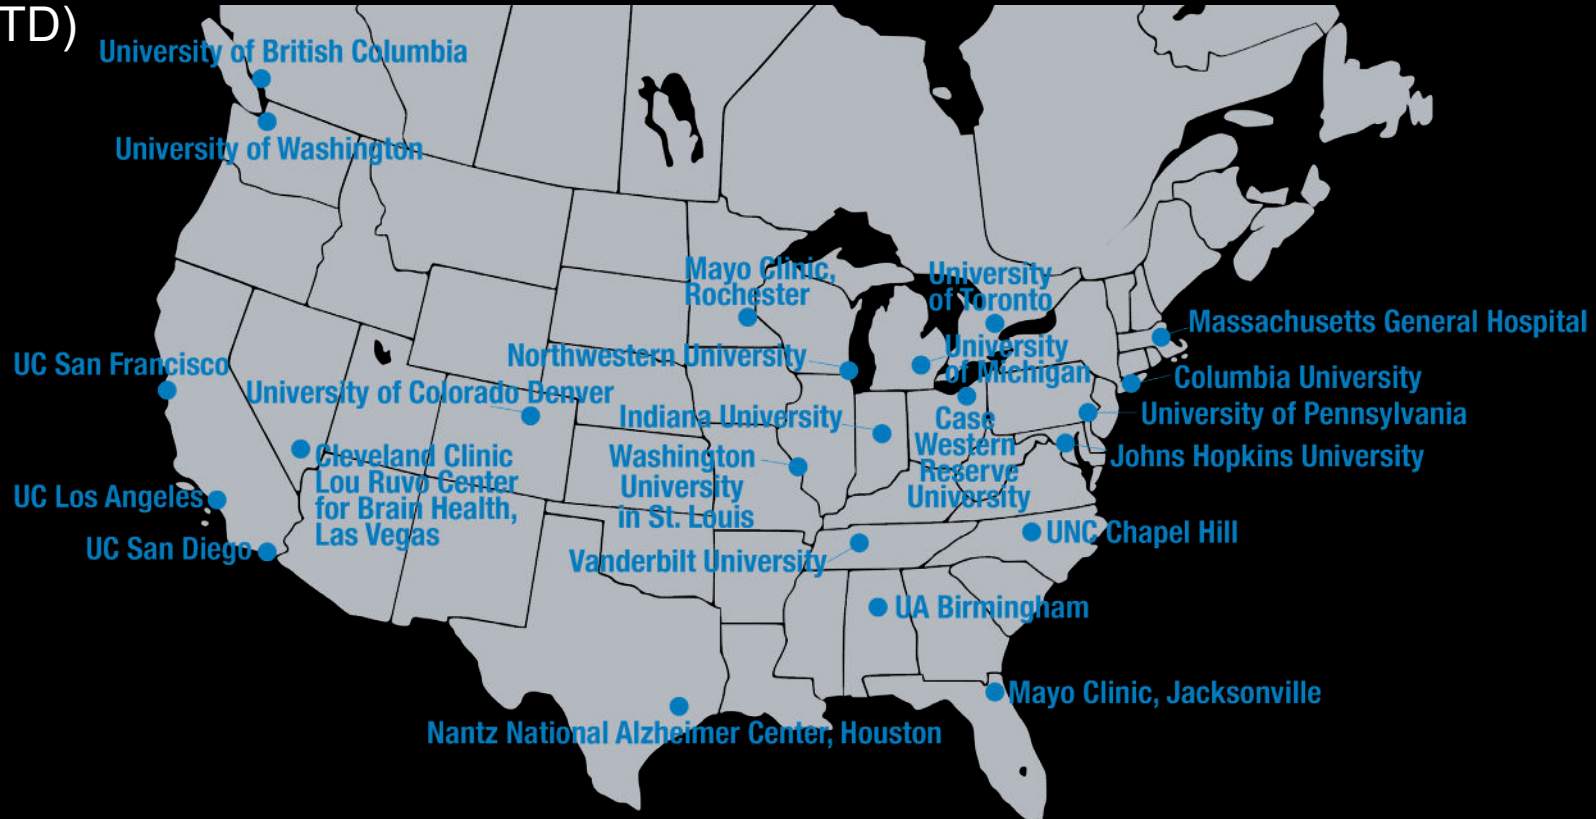 TD)
University of British Columbia
University of Washington
Mayo Clinic,
Rochester
University
of Toronto
Massachusetts General Hospital
Northwestern University
University
of Michigan
UC San Francisco
Columbia University
University of Colorado Denver
Indiana University
Case
Western
Reserve
University
University of Pennsylvania
Cleveland Clinic
Lou Ruvo Center
for Brain Health,
Las Vegas
Washington
University
in St. Louis
Johns Hopkins University
UC Los Angeles
UC San Diego
Vanderbilt University
UNC Chapel Hill
UA Birmingham
Mayo Clinic, Jacksonville
Nantz National Alzheimer Center, Houston